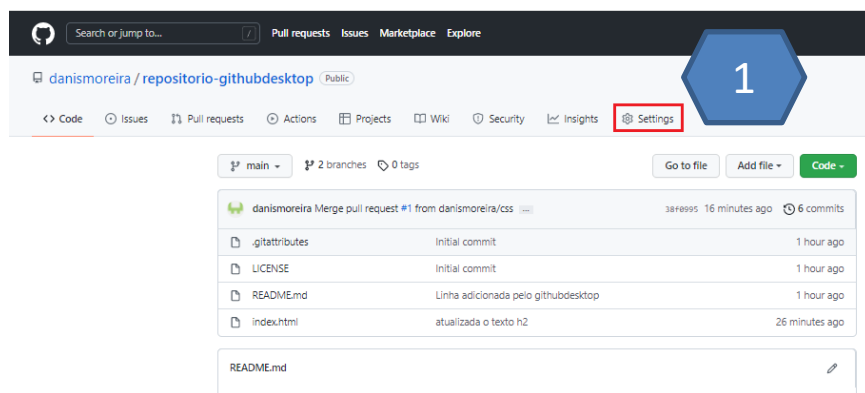 Search or jump to... /
Pull requests Issues Marketplace Explore
1
danismoreira / repositorio-githubdesktop Public
<> Code Issues Pull requests Actions Projects Wiki Security Insights Settings
main 2 branches 0 tags Go to file Add file Code
danismoreira Merge pull request #1 from danismoreira/css ... 38f0995 16 minutes ago 6 commits
.gitattributes Initial commit 1 hour ago
LICENSE Initial commit 1 hour ago
README.md Linha adicionada pelo githubdesktop 1 hour ago
index.html atualizada o texto h2 26 minutes ago
README.md